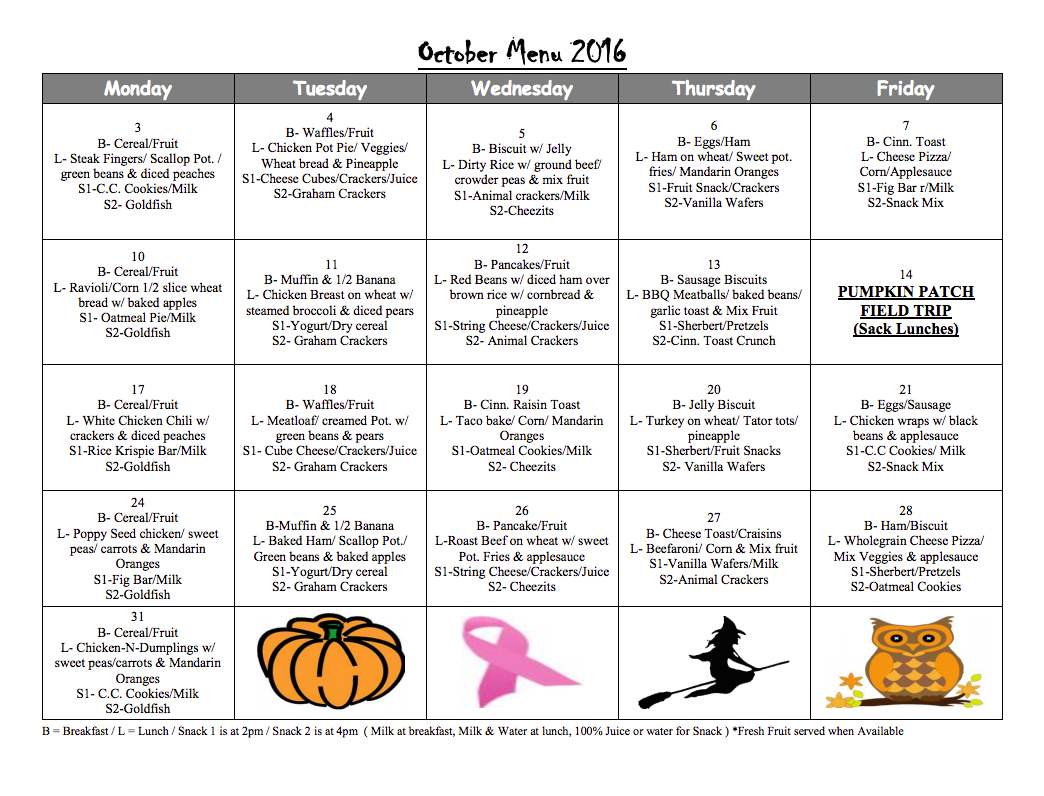 October Menu 2016
Monday
Tuesday
Wednesday
Thursday
Friday
3
B- Cereal/Fruit
L- Steak Fingers/ Scallop Pot. /
green beans & diced peaches
S1-C.C. Cookies/Milk
S2- Goldfish
4
B- Waffles/Fruit
L- Chicken Pot Pie/ Veggies/
Wheat bread & Pineapple
S1-Cheese Cubes/Crackers/Juice
S2-Graham Crackers
5
B- Biscuit w/ Jelly
L- Dirty Rice w/ ground beef/
crowder peas & mix fruit
S1-Animal crackers/Milk
S2-Cheezits
6
B- Eggs/Ham
L- Ham on wheat/ Sweet pot.
fries/ Mandarin Oranges
S1-Fruit Snack/Crackers
S2-Vanilla Wafers
7
B- Cinn. Toast
L- Cheese Pizza/
Corn/Applesauce
S1-Fig Bar r/Milk
S2-Snack Mix
10
B- Cereal/Fruit
L- Ravioli/Corn 1/2 slice wheat
bread w/ baked apples
S1- Oatmeal Pie/Milk
S2-Goldfish
11
B- Muffin & 1/2 Banana
L- Chicken Breast on wheat w/
steamed broccoli & diced pears
S1-Yogurt/Dry cereal
S2- Graham Crackers
12
B- Pancakes/Fruit
L- Red Beans w/ diced ham over
brown rice w/ cornbread &
pineapple
S1-String Cheese/Crackers/Juice
S2- Animal Crackers
13
B- Sausage Biscuits
L- BBQ Meatballs/ baked beans/
garlic toast & Mix Fruit
S1-Sherbert/Pretzels
S2-Cinn. Toast Crunch
14
PUMPKIN PATCH
FIELD TRIP
(Sack Lunches)
17
B- Cereal/Fruit
L- White Chicken Chili w/
crackers & diced peaches
S1-Rice Krispie Bar/Milk
S2-Goldfish
18
B- Waffles/Fruit
L- Meatloaf/ creamed Pot. w/
green beans & pears
S1- Cube Cheese/Crackers/Juice
S2- Graham Crackers
19
B- Cinn. Raisin Toast
L- Taco bake/ Corn/ Mandarin
Oranges
S1-Oatmeal Cookies/Milk
S2- Cheezits
20
B- Jelly Biscuit
L- Turkey on wheat/ Tator tots/
pineapple
S1-Sherbert/Fruit Snacks
S2- Vanilla Wafers
21
B- Eggs/Sausage
L- Chicken wraps w/ black
beans & applesauce
S1-C.C Cookies/ Milk
S2-Snack Mix
24
B- Cereal/Fruit
L- Poppy Seed chicken/ sweet
peas/ carrots & Mandarin
Oranges
S1-Fig Bar/Milk
S2-Goldfish
25
B-Muffin & 1/2 Banana
L- Baked Ham/ Scallop Pot./
Green beans & baked apples
S1-Yogurt/Dry cereal
S2- Graham Crackers
26
B- Pancake/Fruit
L-Roast Beef on wheat w/ sweet
Pot. Fries & applesauce
S1-String Cheese/Crackers/Juice
S2- Cheezits
27
B- Cheese Toast/Craisins
L- Beefaroni/ Corn & Mix fruit
S1-Vanilla Wafers/Milk
S2-Animal Crackers
28
B- Ham/Biscuit
L- Wholegrain Cheese Pizza/
Mix Veggies & applesauce
S1-Sherbert/Pretzels
S2-Oatmeal Cookies
31
B- Cereal/Fruit
L- Chicken-N-Dumplings w/
sweet peas/carrots & Mandarin
Oranges
S1- C.C. Cookies/Milk
S2-Goldfish
B = Breakfast / L = Lunch / Snack 1 is at 2pm / Snack 2 is at 4pm ( Milk at breakfast, Milk & Water at lunch, 100% Juice or water for Snack ) *Fresh Fruit served when Available